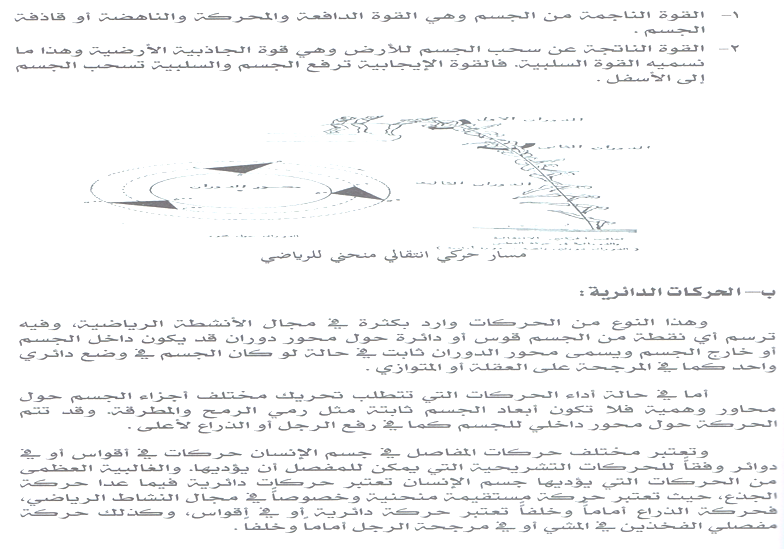 ١- القوة الناجمة من الجسم وهي القوة الدافعة والمحركة والناهضة أو قاذفة
الجسم .
٢- القوة الناتجة عن سحب الجسم للأرض وهي قوة الجاذبية الأرضية وهذا ما
نسميه القوة السلبية. فالقوة الإيجابية ترفع الجسم والسلبية تسحب الجسم
إلى الأسفل .
الدوران الاول
الدوران الثانى
الدوران الثالث
محور الدوران
مسار حركي انتقالي منحني للرياضي
ب- الحركات الدائرية :
وهذا النوع من الحركات وارد بكثرة في مجال الأنشطة الرياضية، وفيه
ترسم أي نقطة من الجسم قوس أو دائرة حول محور دوران قد يكون داخل الجسم
أو خارج الجسم ويسمى محور الدوران ثابت في حالة لو كان الجسم في وضع دائري
واحد كما في المرجحة على العقلة أو المتوازي .
أما في حالة أداء الحركات التي تتطلب تحريك مختلف أجزاء الجسم حول
محاور وهمية فلا تكون أبعاد الجسم ثابتة مثل رمي الرمح والمطرقة. وقد تتم
الحركة حول محور داخلي للجسم كما في رفع الرجل أو الذراع لأعلى .
وتعتبر مختلف حركات المفاصل في جسم الإنسان حركات في أقواس أو في
دوائر وفقاً للحركات التشريحية التي يمكن للمفصل أن يؤديها. والغالبية العظمى
من الحركات التي يؤديها جسم الإنسان تعتبر حركات دائرية فيما عدا حركة
الجذع، حيث تعتبر حركة مستقيمة منحنية وخصوصاً في مجال النشاط الرياضي،
فحركة الذراع أماماً وخلفاً تعتبر حركة دائرية أو في أقواس، وكذلك حركة
مفصلي الفخذين في المشي أو في مرجحة الرجل أماماً وخلفاً .